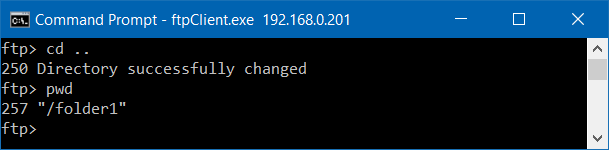 Command Prompt - ftpClient.exe 192.168.0.201
ftp> cd ..
250 Directory successfully changed
ftp> pwd
257 "/folder1"
ftp>